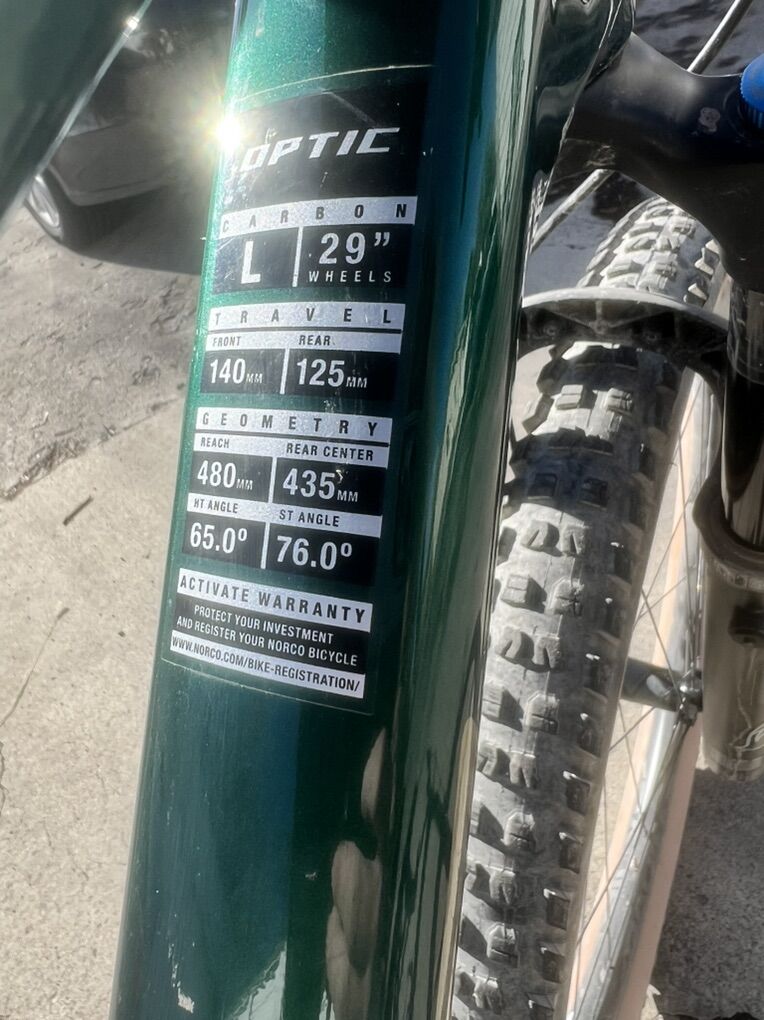 OPTIC
CARBON
L 29" WHEELS
TRAVEL
FRONT REAR
140MM 125MM
GEOMETRY
REACH REAR CENTER
480MM 435MM
HT ANGLE ST ANGLE
65.0º 76.0º
ACTIVATE WARRANTY
PROTECT YOUR INVESTMENT
AND REGISTER YOUR NORCO BICYCLE
WWW.NORCO.COM/BIKE-REGISTRATION/